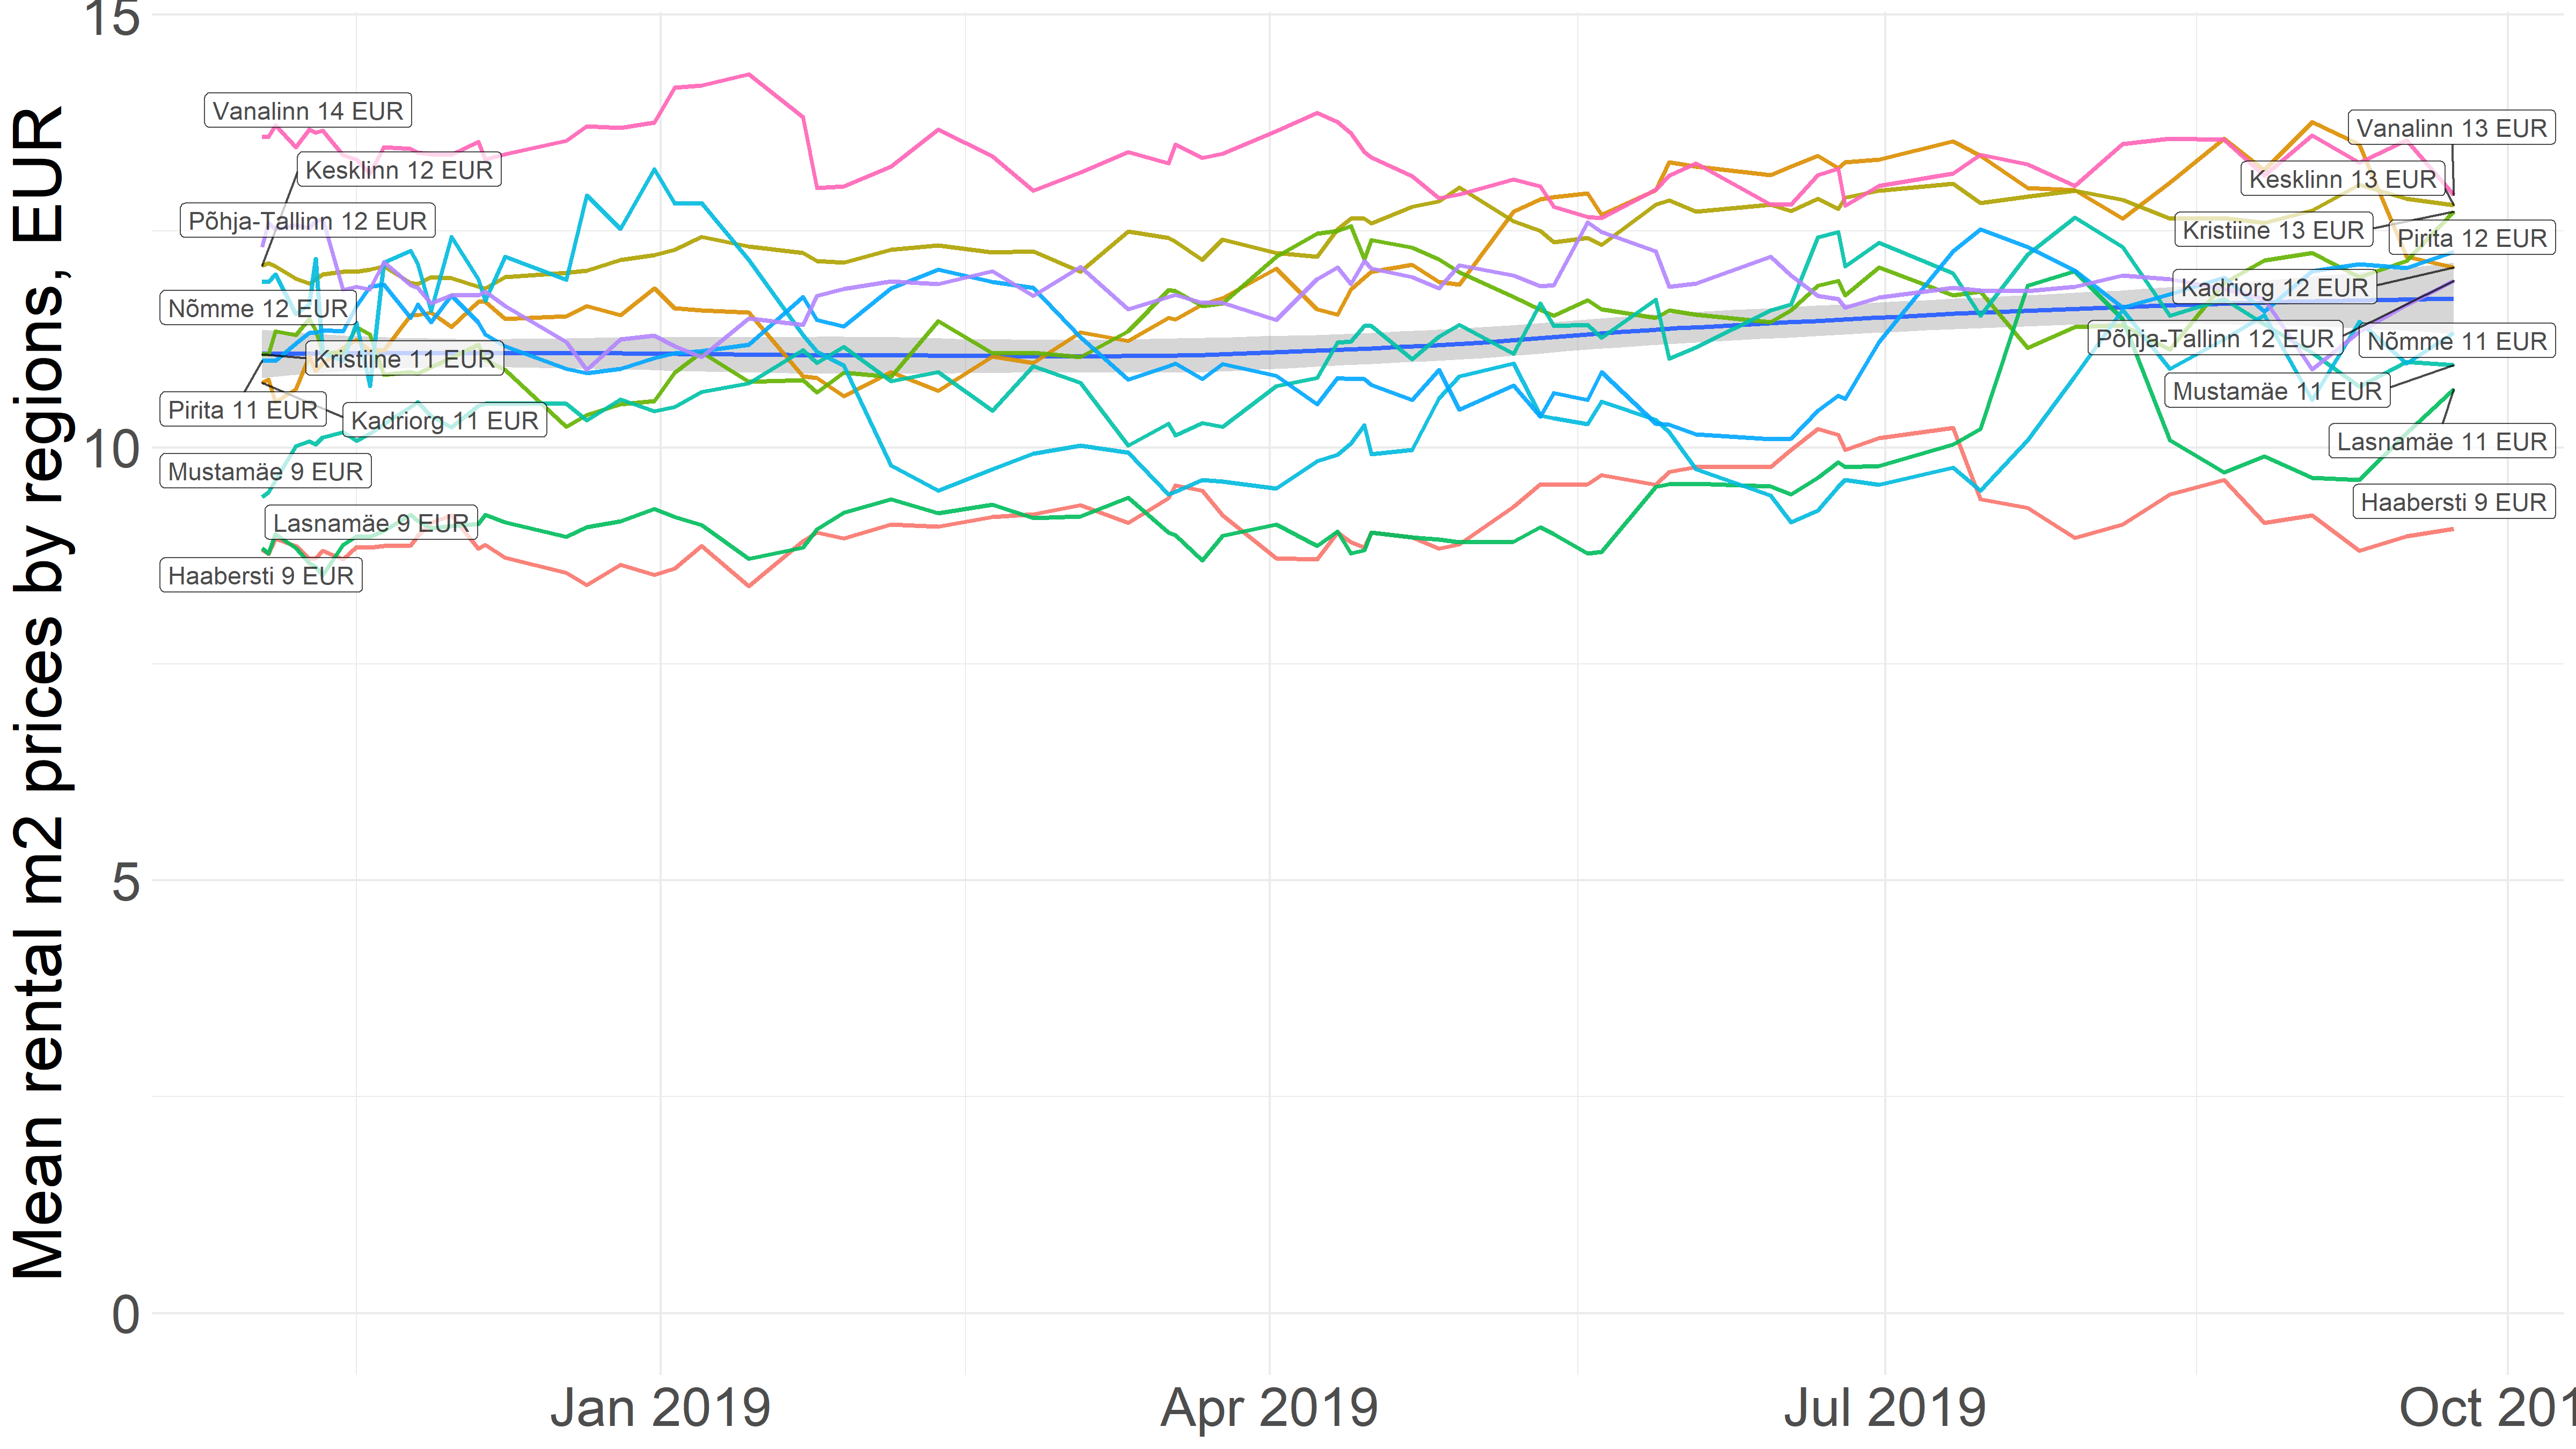 Mean rental m2 prices by regions, EUR
15
10
5
0
Vanalinn 14 EUR
Kesklinn 12 EUR
Põhja-Tallinn 12 EUR
Nõmme 12 EUR
Kristiine 11 EUR
Pirita 11 EUR
Kadriorg 11 EUR
Mustamäe 9 EUR
Lasnamäe 9 EUR
Haabersti 9 EUR
Vanalinn 13 EUR
Kesklinn 13 EUR
Kristiine 13 EUR
Pirita 12 EUR
Kadriorg 12 EUR
Põhja-Tallinn 12 EUR
Nõmme 11 EUR
Mustamäe 11 EUR
Lasnamäe 11 EUR
Haabersti 9 EUR
Jan 2019
Apr 2019
Jul 2019
Oct 201